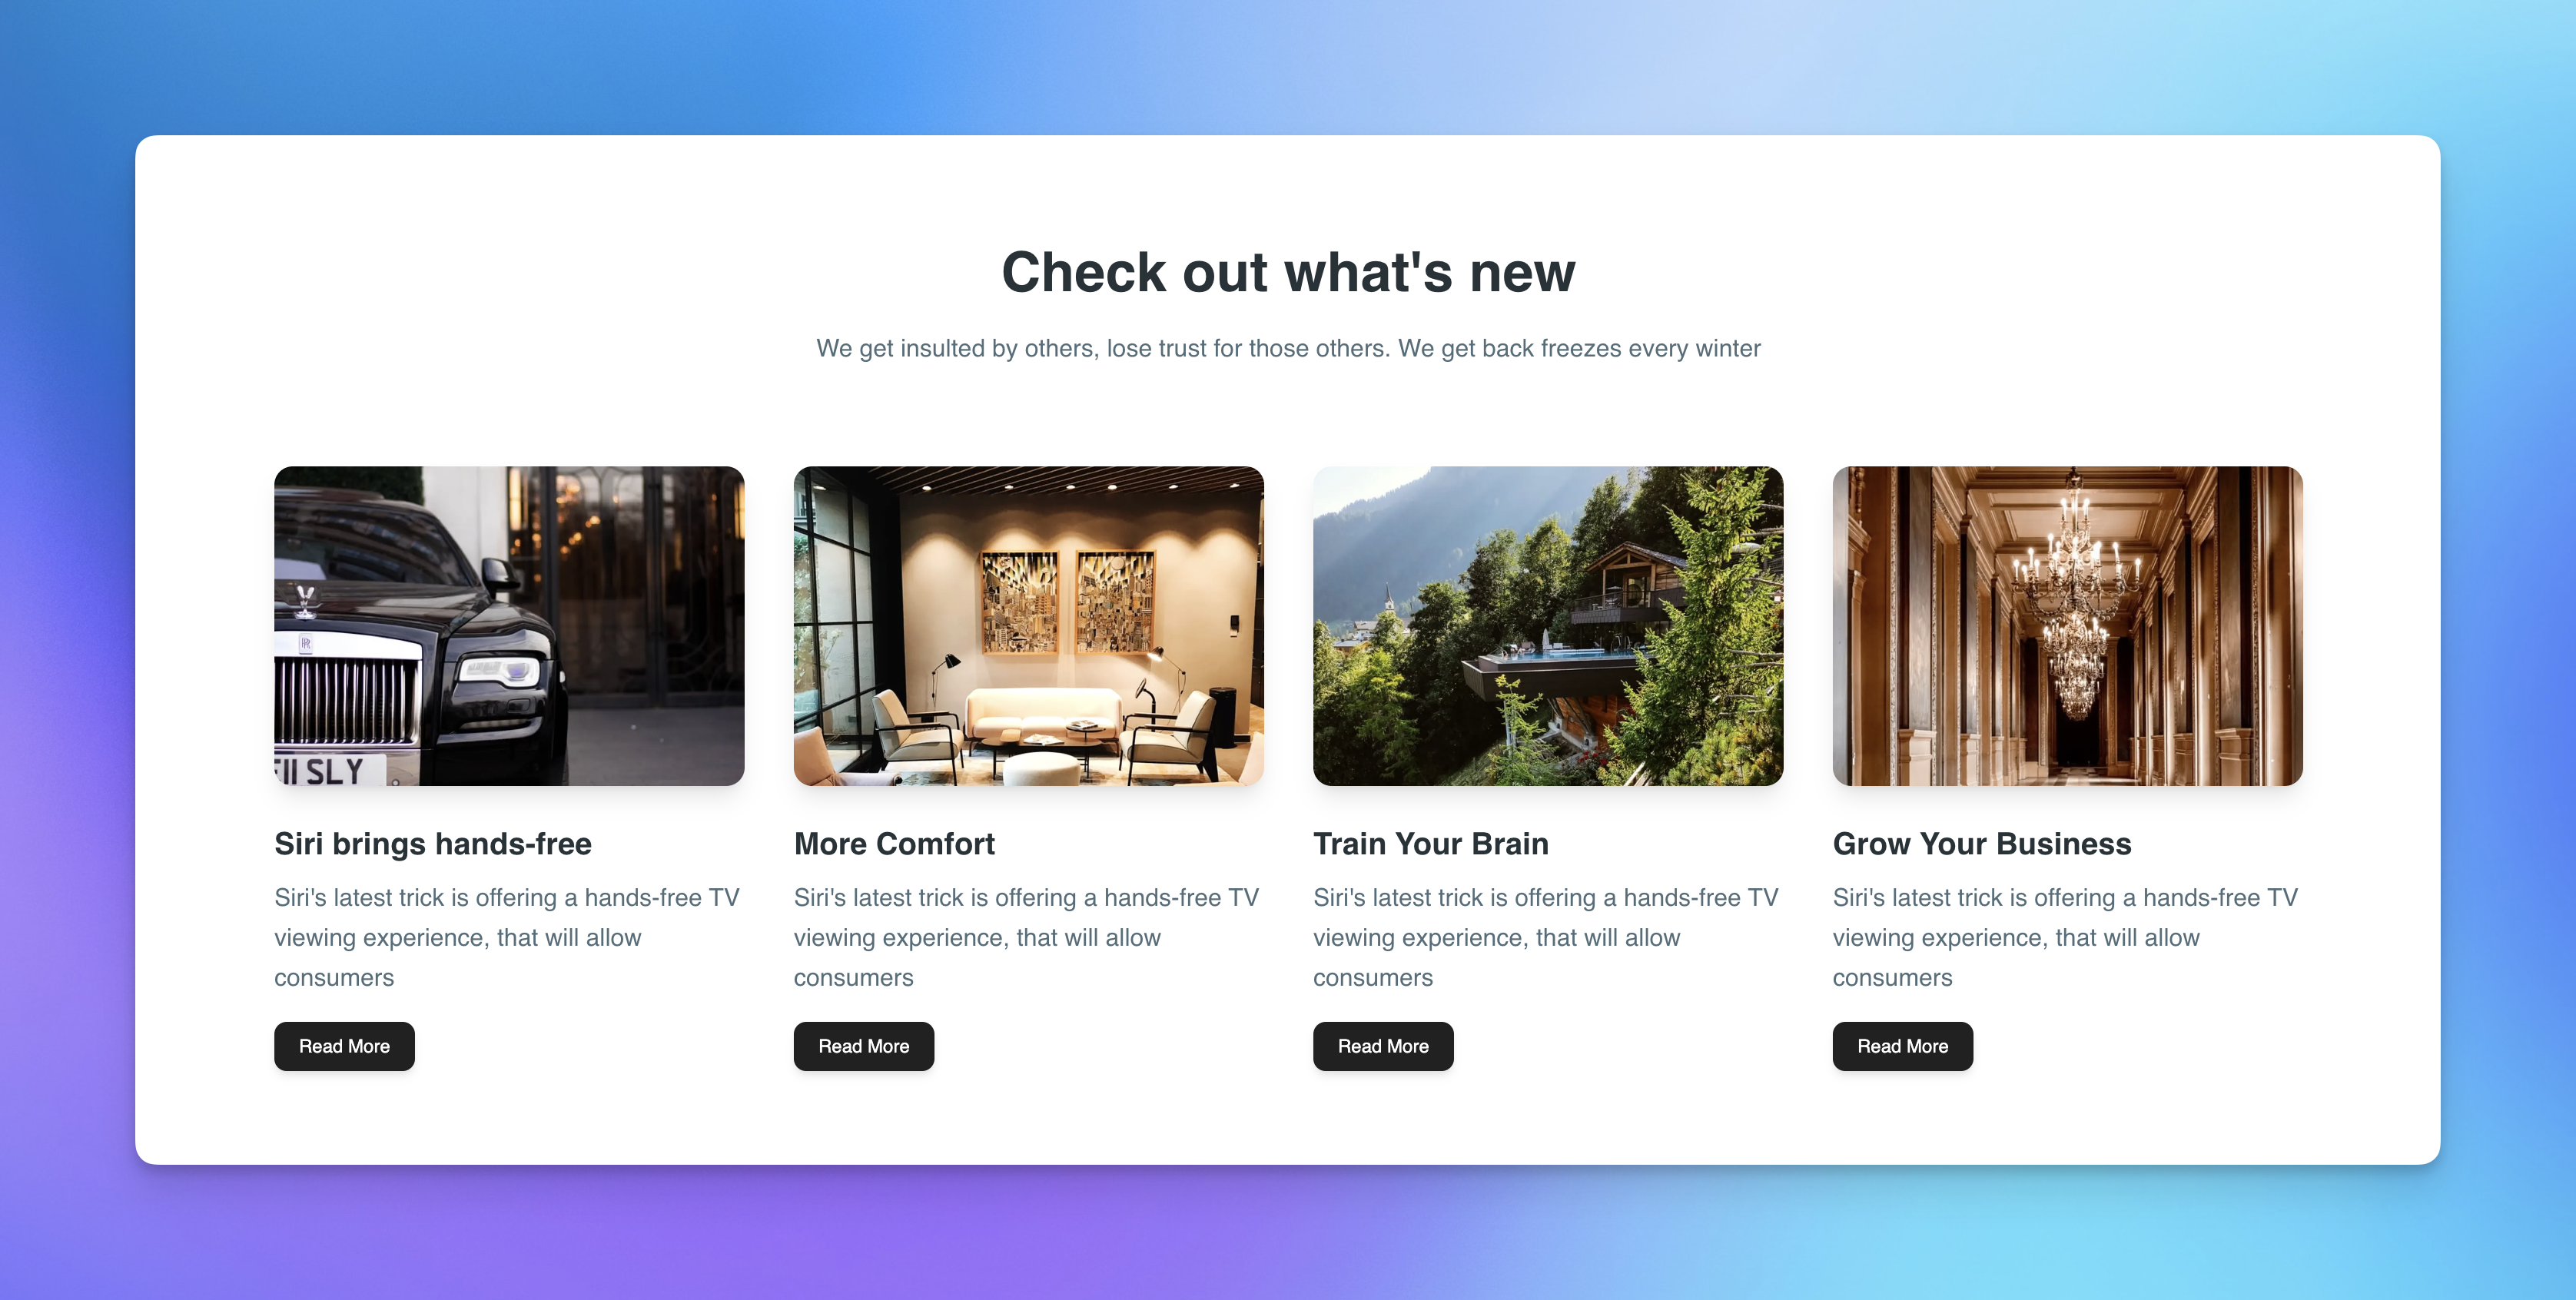 Check out what's new
We get insulted by others, lose trust for those others. We get back freezes every winter
SLY
Siri brings hands-free
Siri's latest trick is offering a hands-free TV
viewing experience, that will allow
consumers
Read More
More Comfort
Siri's latest trick is offering a hands-free TV
viewing experience, that will allow
consumers
Read More
Train Your Brain
Siri's latest trick is offering a hands-free TV
viewing experience, that will allow
consumers
Read More
Grow Your Business
Siri's latest trick is offering a hands-free TV
viewing experience, that will allow
consumers
Read More